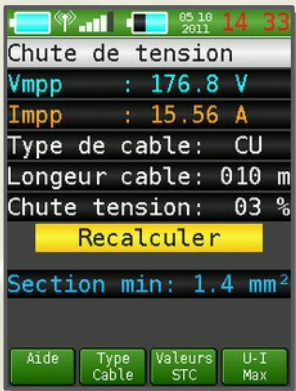 05 10 2011 14 33
Chute de tension
Vmpp : 176.8 V
Impp : 15.56 A
Type de cable: CU
Longeur cable: 010 m
Chute tension: 03 %
Recalculer
Section min: 1.4 mm²
Aide Type Cable Valeurs STC U-I Max